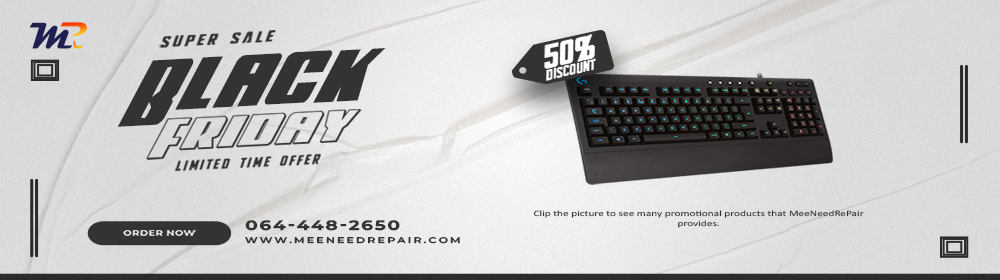 MR
SUPER SALE
BLACK
FRIDAY
LIMITED TIME OFFER
50%
DISCOUNT
Clip the picture to see many promotional products that MeeNeedRePair
provides.
ORDER NOW
064-448-2650
WWW.MEENEEDREPAIR.COM